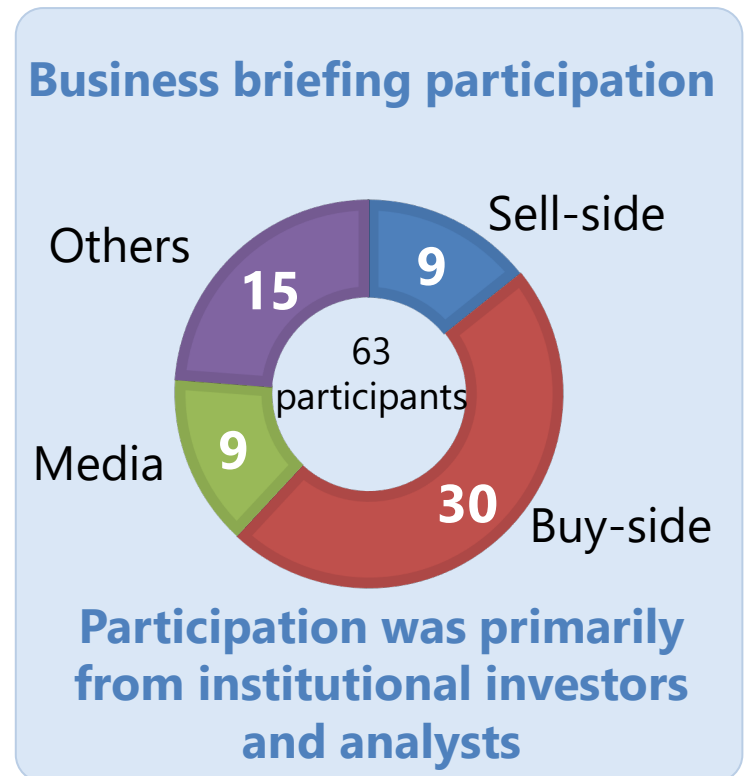 Business briefing participation
Sell-side
Others
9
15
63
participants
9
Media
30
Buy-side
Participation was primarily
from institutional investors
and analysts